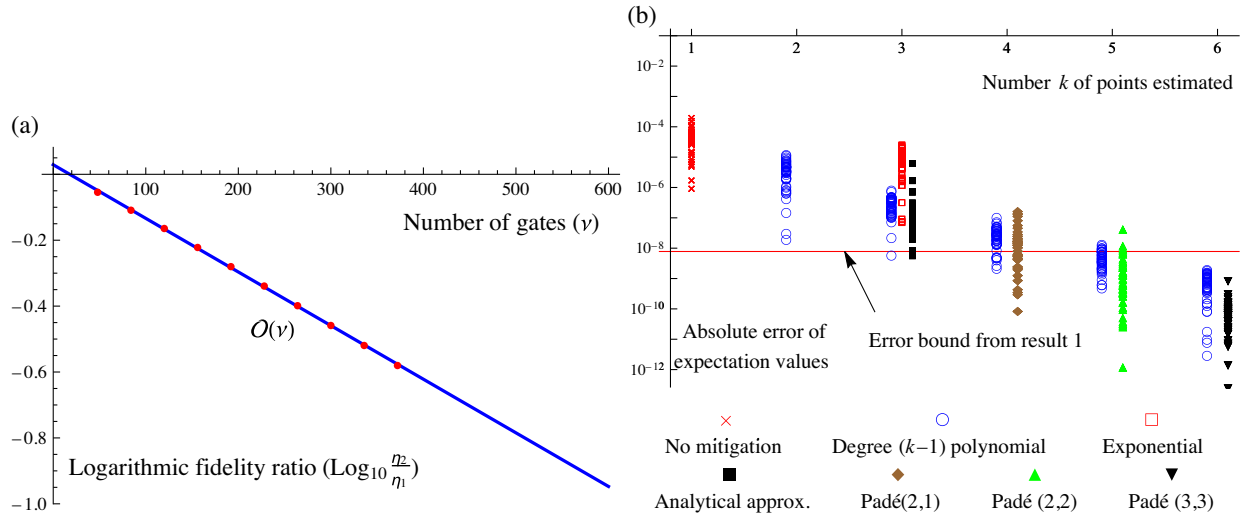 (a)
100 200 300 400 500 600
Number of gates (ν)
−0.2
−0.4
−0.6
−0.8
−1.0
O(ν)
Logarithmic fidelity ratio (Log₁₀ η₂/η₁)
(b)
1 2 3 4 5 6
Number k of points estimated
10⁻²
10⁻⁴
10⁻⁶
10⁻⁸
10⁻¹⁰
10⁻¹²
Absolute error of
expectation values
Error bound from result 1
No mitigation Degree (k−1) polynomial Exponential
Analytical approx. Padé(2,1) Padé (2,2) Padé (3,3)